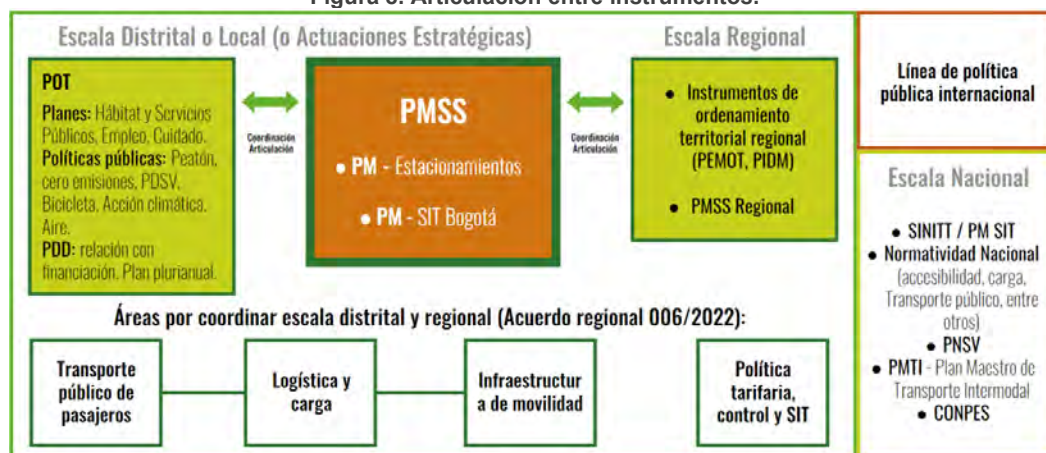 Figura 3. Articulación entre instrumentos.
Escala Distrital o Local (o Actuaciones Estratégicas)
POT
Planes: Hábitat y Servicios
Públicos, Empleo, Cuidado.
Políticas públicas: Peatón,
cero emisiones, PDSV,
Bicicleta, Acción climática,
Aire.
PDD: relación con
financiación. Plan plurianual.
Coordinación
Articulación
PMSS
● PM - Estacionamientos
● PM - SIT Bogotá
Coordinación
Articulación
Escala Regional
● Instrumentos de
ordenamiento
territorial regional
(PEMOT, PIDM)
● PMSS Regional
Áreas por coordinar escala distrital y regional (Acuerdo regional 006/2022):
Transporte
público de
pasajeros
Logística y
carga
Infraestructur
a de movilidad
Política
tarifaria,
control y SIT
Línea de política
pública internacional
Escala Nacional
● SINITT / PM SIT
● Normatividad Nacional
(accesibilidad, carga,
Transporte público, entre
otros)
● PNSV
● PMTI - Plan Maestro de
Transporte Intermodal
● CONPES